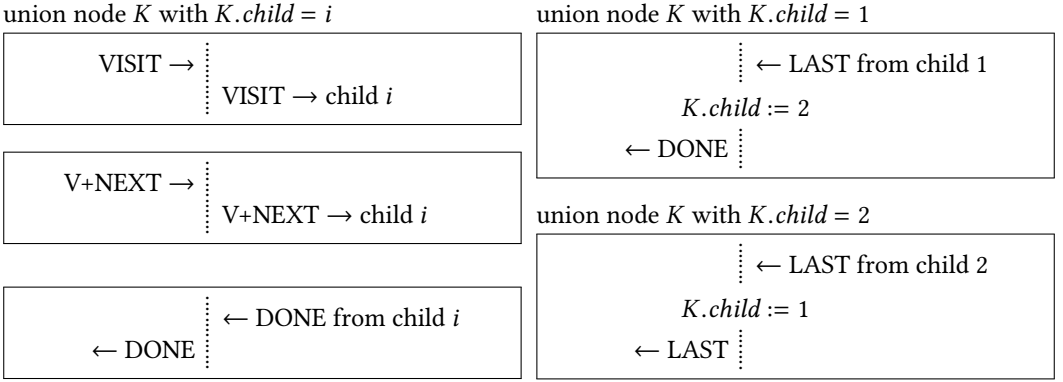 union node K with K.child = i
VISIT →
VISIT → child i
V+NEXT →
V+NEXT → child i
← DONE from child i
← DONE
union node K with K.child = 1
← LAST from child 1
K.child := 2
← DONE
union node K with K.child = 2
← LAST from child 2
K.child := 1
← LAST